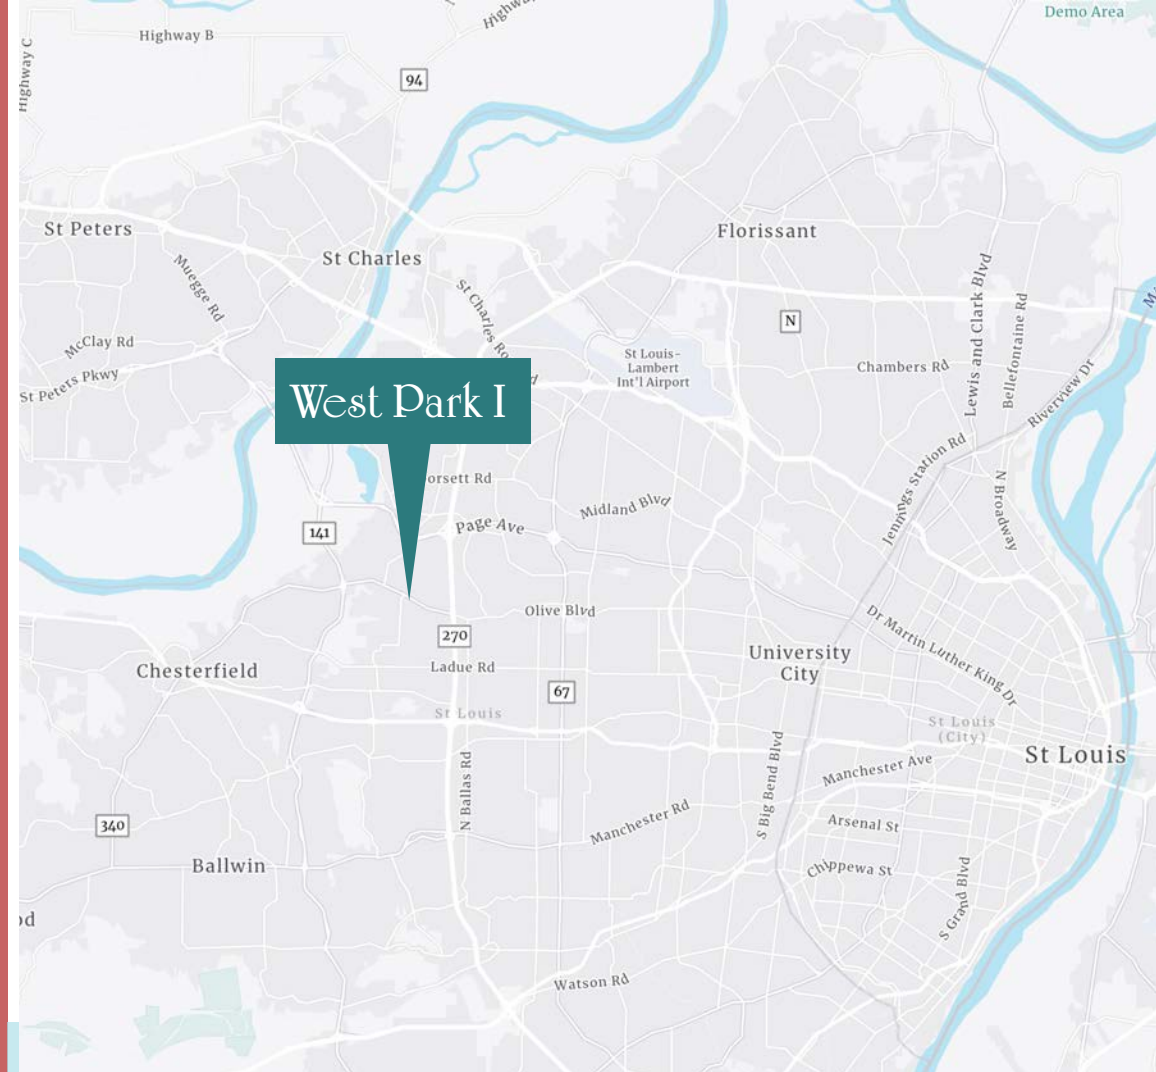 Demo Area
Highway B
Highway C
94
St Peters
Florissant
St Charles
Muegge Rd
St Charles
Lewis and Clark Blvd
Bellefontaine Rd
N
McClay Rd
St Louis-
Lambert
Int'l Airport
Chambers Rd
St Peters Pkwy
Riverview Dr
West Park I
Jennings Station Rd
orsett Rd
N Broadway
Midland Blvd
Page Ave
141
Olive Blvd
Dr Martin Luther King Dr
270
University
City
Chesterfield
Ladue Rd
67
St Louis
St Louis
(City)
St Louis
S Big Bend Blvd
Manchester Ave
N Ballas Rd
Manchester Rd
340
Arsenal St
Ballwin
Chippewa St
S Grand Blvd
od
Watson Rd